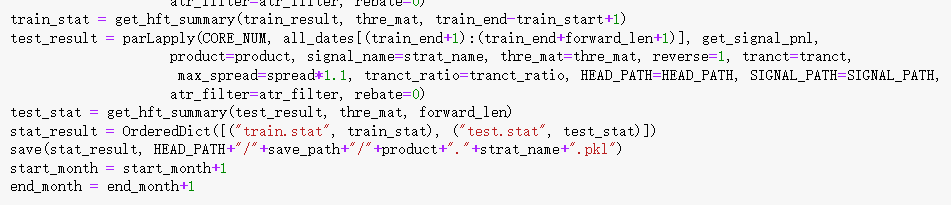 atr_filter=atr_filter, rebate=0)
train_stat = get_hft_summary(train_result, thre_mat, train_end-train_start+1)
test_result = parLapply(CORE_NUM, all_dates[(train_end+1):(train_end+forward_len+1)], get_signal_pnl,
product=product, signal_name=strat_name, thre_mat=thre_mat, reverse=1, tranct=tranct,
max_spread=spread*1.1, tranct_ratio=tranct_ratio, HEAD_PATH=HEAD_PATH, SIGNAL_PATH=SIGNAL_PATH,
atr_filter=atr_filter, rebate=0)
test_stat = get_hft_summary(test_result, thre_mat, forward_len)
stat_result = OrderedDict([("train.stat", train_stat), ("test.stat", test_stat)])
save(stat_result, HEAD_PATH+"/"+save_path+"/"+product+"."+strat_name+".pkl")
start_month = start_month+1
end_month = end_month+1